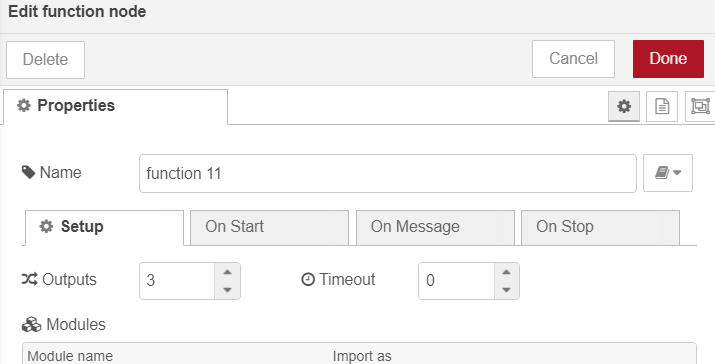 Edit function node
Delete Cancel Done
Properties
Name function 11
Setup On Start On Message On Stop
Outputs 3 Timeout 0
Modules
Module name Import as